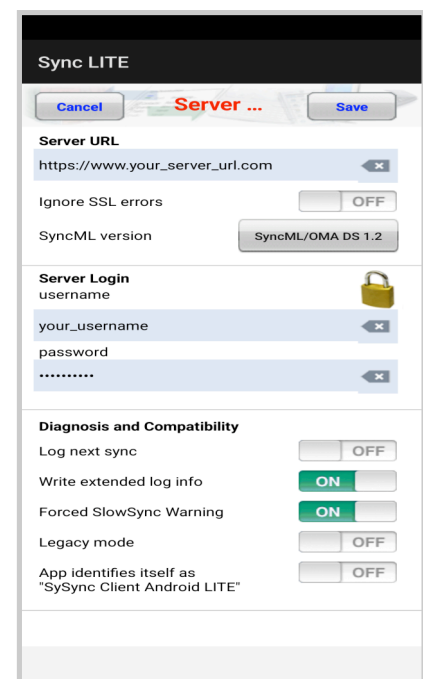 Sync LITE
Cancel
Server ...
Save
Server URL
https://www.your_server_url.com
Ignore SSL errors
OFF
SyncML version
SyncML/OMA DS 1.2
Server Login
username
your_username
password
••••••••••
Diagnosis and Compatibility
Log next sync
OFF
Write extended log info
ON
Forced SlowSync Warning
ON
Legacy mode
OFF
App identifies itself as
OFF
"SySync Client Android LITE"